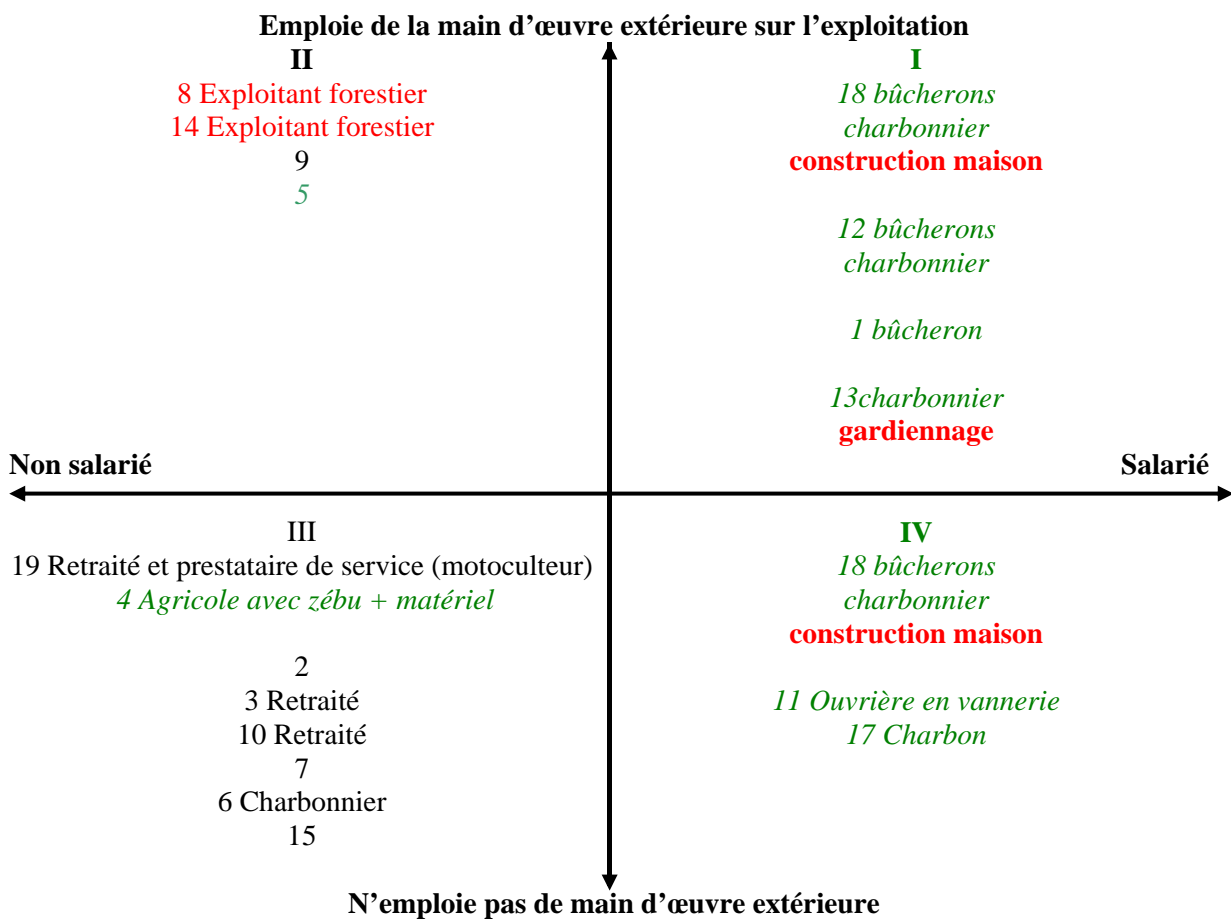 Emploie de la main d'œuvre extérieure sur l'exploitation
II
8 Exploitant forestier
14 Exploitant forestier
9
5
I
18 bûcherons
charbonnier
construction maison
12 bûcherons
charbonnier
1 bûcheron
13charbonnier
gardiennage
Non salarié
Salarié
III
19 Retraité et prestataire de service (motoculteur)
4 Agricole avec zébu + matériel
2
3 Retraité
10 Retraité
7
6 Charbonnier
15
IV
18 bûcherons
charbonnier
construction maison
11 Ouvrière en vannerie
17 Charbon
N'emploie pas de main d'œuvre extérieure